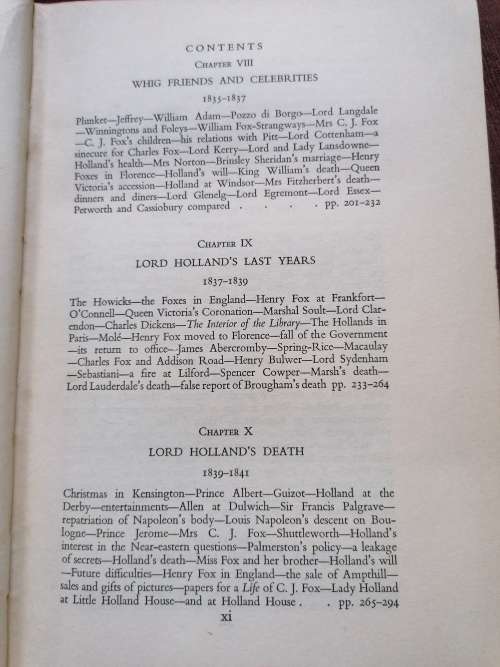 CONTENTS
CHAPTER VIII
WHIG FRIENDS AND CELEBRITIES
1835–1837
Plunket—Jeffrey—William Adam—Pozzo di Borgo—Lord Langdale
—Winningtons and Foleys—William Fox-Strangways—Mrs C. J. Fox
—C. J. Fox's children—his relations with Pitt—Lord Cottenham—a
sinecure for Charles Fox—Lord Kerry—Lord and Lady Lansdowne—
Holland's health—Mrs Norton—Brinsley Sheridan's marriage—Henry
Foxes in Florence—Holland's will—King William's death—Queen
Victoria's accession—Holland at Windsor—Mrs Fitzherbert's death—
dinners and diners—Lord Glenelg—Lord Egremont—Lord Essex—
Petworth and Cassiobury compared . . . . pp. 201–232
CHAPTER IX
LORD HOLLAND'S LAST YEARS
1837–1839
The Howicks—the Foxes in England—Henry Fox at Frankfort—
O'Connell—Queen Victoria's Coronation—Marshal Soult—Lord Clar-
endon—Charles Dickens—The Interior of the Library—The Hollands in
Paris—Molé—Henry Fox moved to Florence—fall of the Government
—its return to office—James Abercromby—Spring-Rice—Macaulay
—Charles Fox and Addison Road—Henry Bulwer—Lord Sydenham
—Sebastiani—a fire at Lilford—Spencer Cowper—Marsh's death—
Lord Lauderdale's death—false report of Brougham's death pp. 233–264
CHAPTER X
LORD HOLLAND'S DEATH
1839–1841
Christmas in Kensington—Prince Albert—Guizot—Holland at the
Derby—entertainments—Allen at Dulwich—Sir Francis Palgrave—
repatriation of Napoleon's body—Louis Napoleon's descent on Bou-
logne—Prince Jerome—Mrs C. J. Fox—Shuttleworth—Holland's
interest in the Near-eastern questions—Palmerston's policy—a leakage
of secrets—Holland's death—Miss Fox and her brother—Holland's will
—Future difficulties—Henry Fox in England—the sale of Ampthill—
sales and gifts of pictures—papers for a Life of C. J. Fox—Lady Holland
at Little Holland House—and at Holland House . . pp. 265–294
xi